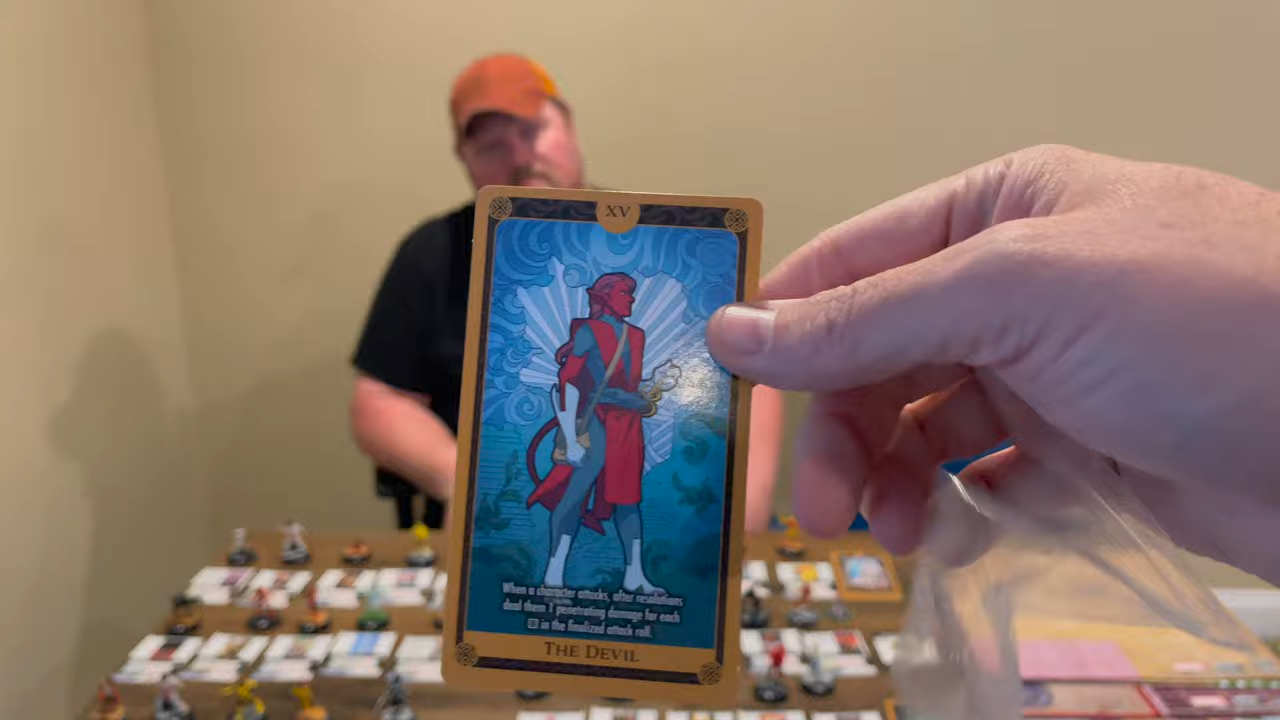 XV
When a character attacks, after resolutions
deal them 1 penetrating damage for each
in the finalized attack roll.
THE DEVIL